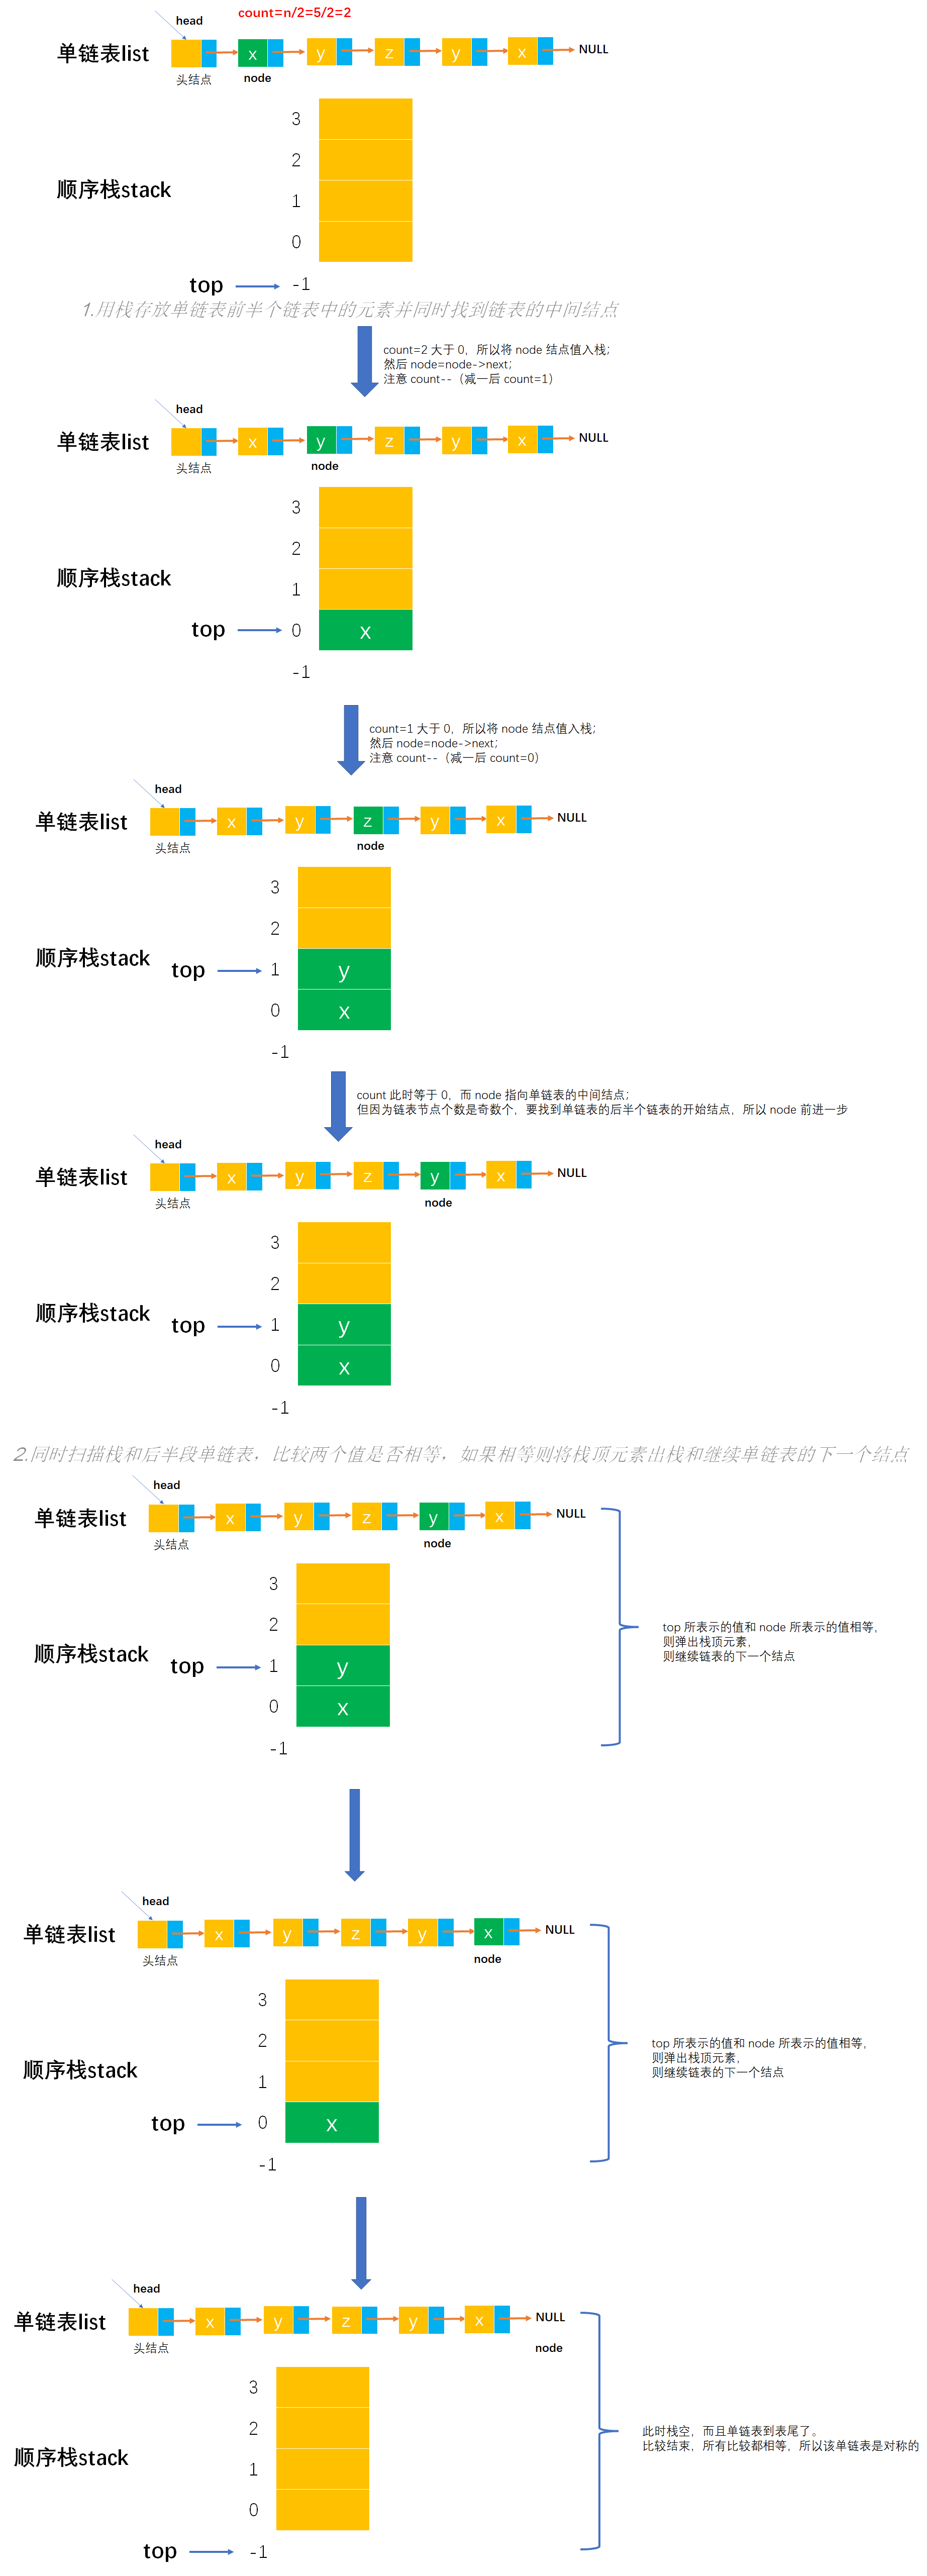 count=n/2=5/2=2
head
单链表list
x
y
z
y
x
NULL
头结点
node
3
2
顺序栈stack
1
0
top
-1
1.用栈存放单链表前半个链表中的元素并同时找到链表的中间结点
count=2 大于 0，所以将 node 结点值入栈；
然后 node=node->next；
注意 count--（减一后 count=1）
head
单链表list
x
y
z
y
x
NULL
头结点
node
3
2
顺序栈stack
1
top
0
x
-1
count=1 大于 0，所以将 node 结点值入栈；
然后 node=node->next；
注意 count--（减一后 count=0）
head
单链表list
x
y
z
y
x
NULL
头结点
node
3
2
顺序栈stack
top
1
y
0
x
-1
count 此时等于 0，而 node 指向单链表的中间结点；
但因为链表节点个数是奇数个，要找到单链表的后半个链表的开始结点，所以 node 前进一步
head
单链表list
x
y
z
y
x
NULL
头结点
node
3
2
顺序栈stack
top
1
y
0
x
-1
2.同时扫描栈和后半段单链表，比较两个值是否相等，如果相等则将栈顶元素出栈和继续单链表的下一个结点
head
单链表list
x
y
z
y
x
NULL
头结点
node
3
2
顺序栈stack
top
1
y
0
x
-1
top 所表示的值和 node 所表示的值相等，
则弹出栈顶元素，
则继续链表的下一个结点
head
单链表list
x
y
z
y
x
NULL
头结点
node
3
2
顺序栈stack
1
top
0
x
-1
top 所表示的值和 node 所表示的值相等，
则弹出栈顶元素，
则继续链表的下一个结点
head
单链表list
x
y
z
y
x
NULL
头结点
node
3
2
顺序栈stack
1
0
top
-1
此时栈空，而且单链表到表尾了。
比较结束，所有比较都相等，所以该单链表是对称的